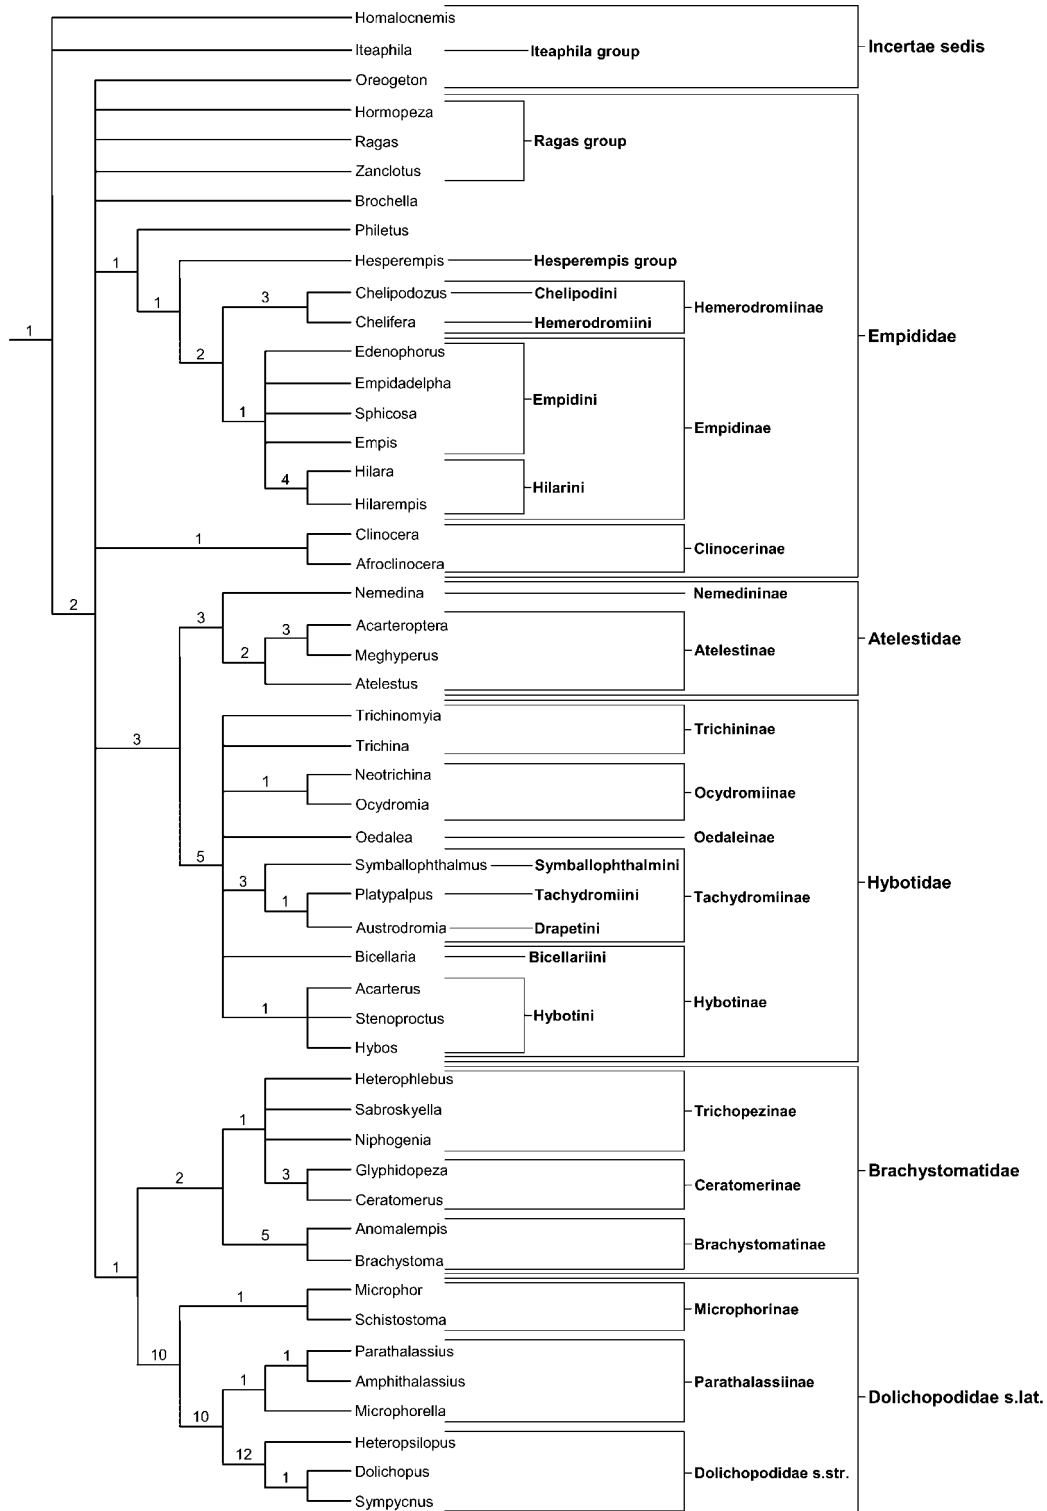 Homalocnemis
Incertae sedis
Iteaphila Iteaphila group
Oreogeton
Hormopeza
Ragas Ragas group
Zanclotus
Brochella
Philetus
1
Hesperempis Hesperempis group
Chelipodozus Chelipodini
3
1
Hemerodromiinae
Chelifera Hemerodromiini
1
Empididae
Edenophorus
2
Empidadelpha
Empidini
Sphicosa
1
Empidinae
Empis
Hilara
4
Hilarini
Hilarempis
Clinocera
1
Clinocerinae
Afroclinocera
Nemedina Nemedininae
2
3
Acarteroptera
3
Atelestidae
2
Meghyperus
Atelestinae
Atelestus
Trichinomyia
Trichininae
3
Trichina
Neotrichina
1
Ocydromiinae
Ocydromia
Oedalea Oedaleinae
5
Symballophthalmus Symballophthalmini
3
Hybotidae
Platypalpus Tachydromiini Tachydromiinae
1
Austrodromia Drapetini
Bicellaria Bicellariini
Acarterus
Hybotinae
1
Stenoproctus Hybotini
Hybos
Heterophlebus
Sabroskyella Trichopezinae
1
Niphogenia
Glyphidopeza
2
3
Brachystomatidae
Ceratomerinae
Ceratomerus
Anomalempis
5
Brachystomatinae
Brachystoma
1
Microphor
1
Microphorinae
Schistostoma
Parathalassius
10
1
Amphithalassius Parathalassiinae
1
Dolichopodidae s.lat.
Microphorella
10
Heteropsilopus
12
Dolichopus Dolichopodidae s.str.
1
Sympycnus